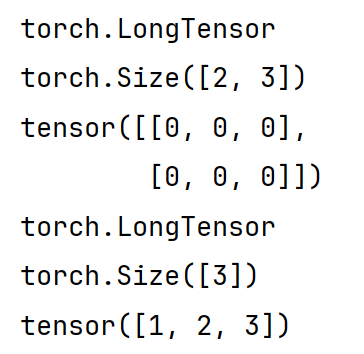 torch.LongTensor
torch.Size([2, 3])
tensor([[0, 0, 0],
        [0, 0, 0]])
torch.LongTensor
torch.Size([3])
tensor([1, 2, 3])